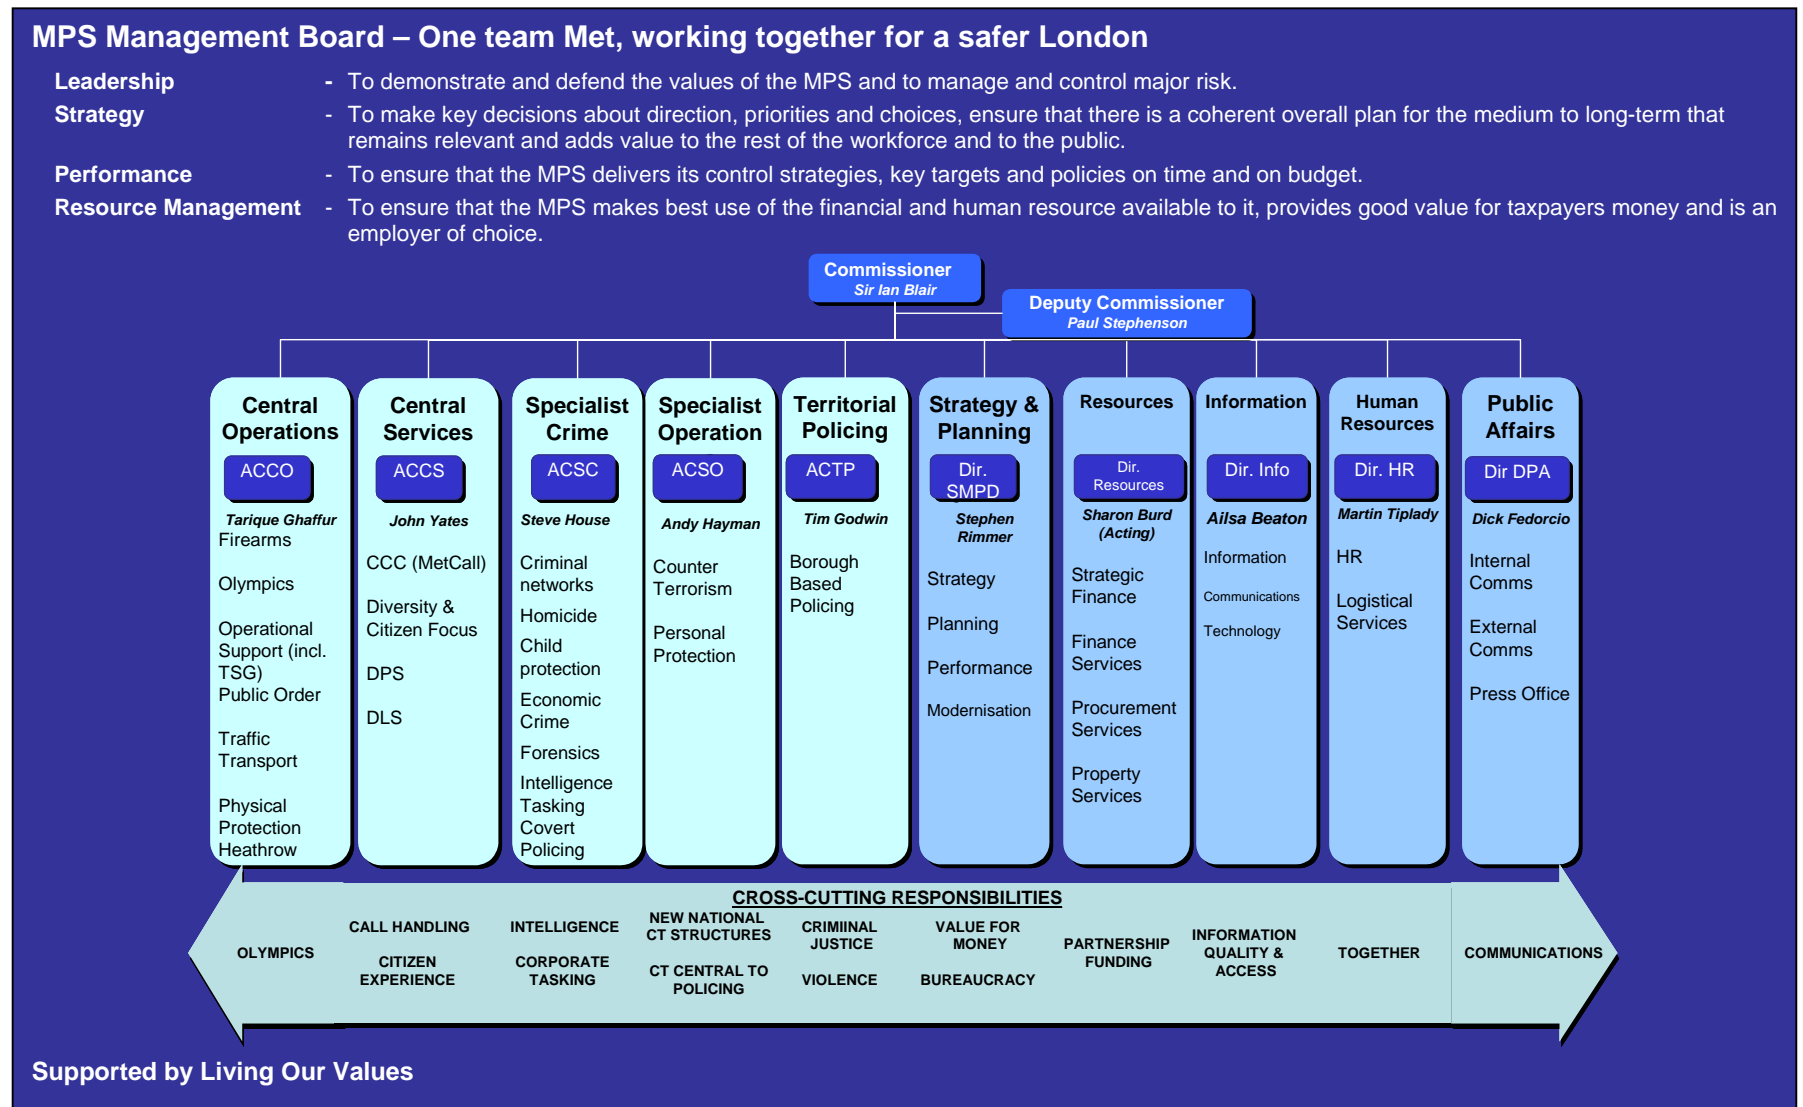 MPS Management Board – One team Met, working together for a safer London
Leadership - To demonstrate and defend the values of the MPS and to manage and control major risk.
Strategy - To make key decisions about direction, priorities and choices, ensure that there is a coherent overall plan for the medium to long-term that
remains relevant and adds value to the rest of the workforce and to the public.
Performance - To ensure that the MPS delivers its control strategies, key targets and policies on time and on budget.
Resource Management - To ensure that the MPS makes best use of the financial and human resource available to it, provides good value for taxpayers money and is an
employer of choice.
Commissioner
Sir Ian Blair
Deputy Commissioner
Paul Stephenson
Central
Operations
ACCO
Tarique Ghaffur
Firearms
Olympics
Operational
Support (incl.
TSG)
Public Order
Traffic
Transport
Physical
Protection
Heathrow
Central
Services
ACCS
John Yates
CCC (MetCall)
Diversity &
Citizen Focus
DPS
DLS
Specialist
Crime
ACSC
Steve House
Criminal
networks
Homicide
Child
protection
Economic
Crime
Forensics
Intelligence
Tasking
Covert
Policing
Specialist
Operation
ACSO
Andy Hayman
Counter
Terrorism
Personal
Protection
Territorial
Policing
ACTP
Tim Godwin
Borough
Based
Policing
Strategy &
Planning
Dir.
SMPD
Stephen
Rimmer
Strategy
Planning
Performance
Modernisation
Resources
Dir.
Resources
Sharon Burd
(Acting)
Strategic
Finance
Finance
Services
Procurement
Services
Property
Services
Information
Dir. Info
Ailsa Beaton
Information
Communications
Technology
Human
Resources
Dir. HR
Martin Tiplady
HR
Logistical
Services
Public
Affairs
Dir DPA
Dick Fedorcio
Internal
Comms
External
Comms
Press Office
CROSS-CUTTING RESPONSIBILITIES
OLYMPICS
CALL HANDLING
CITIZEN
EXPERIENCE
INTELLIGENCE
CORPORATE
TASKING
NEW NATIONAL
CT STRUCTURES
CT CENTRAL TO
POLICING
CRIMIINAL
JUSTICE
VIOLENCE
VALUE FOR
MONEY
BUREAUCRACY
PARTNERSHIP
FUNDING
INFORMATION
QUALITY &
ACCESS
TOGETHER
COMMUNICATIONS
Supported by Living Our Values